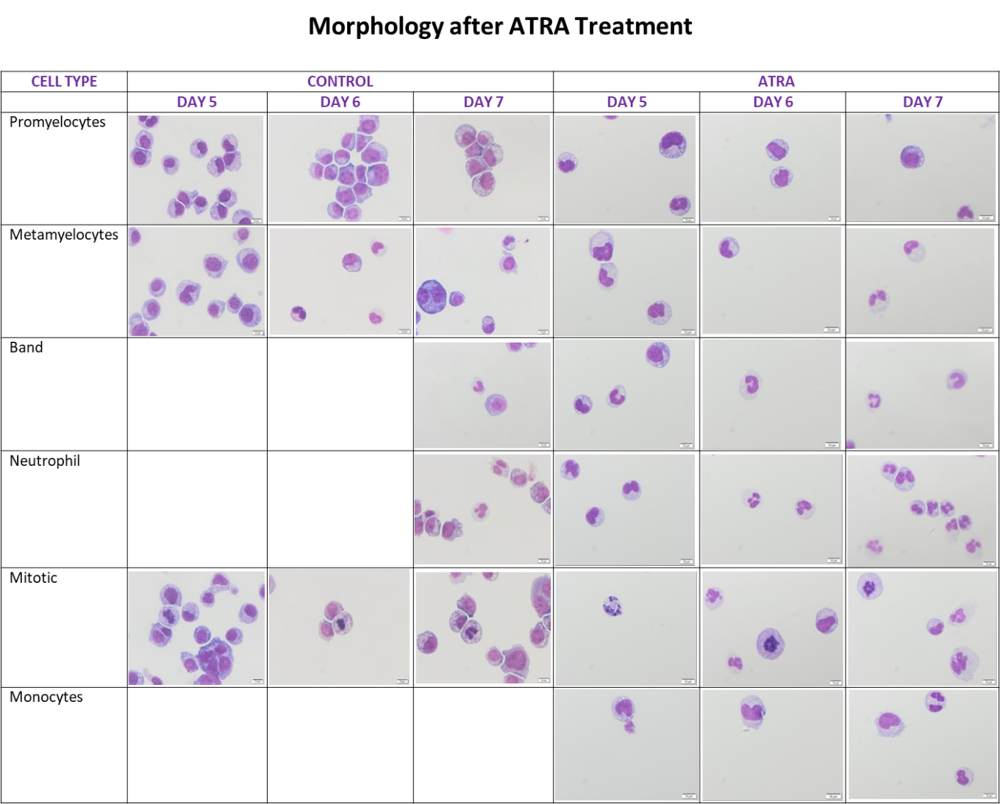 Morphology after ATRA Treatment
CELL TYPE CONTROL ATRA
DAY 5 DAY 6 DAY 7 DAY 5 DAY 6 DAY 7
Promyelocytes
Metamyelocytes
Band
Neutrophil
Mitotic
Monocytes